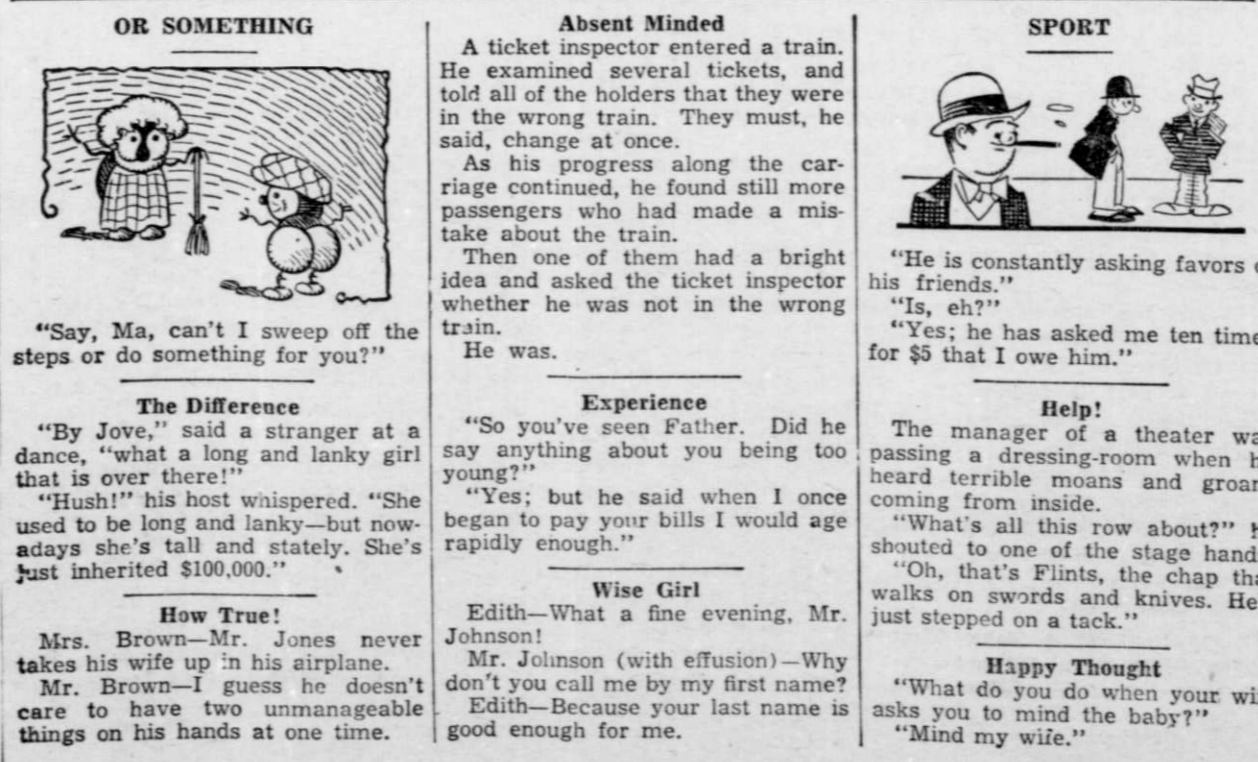 OR SOMETHING
"Say, Ma, can't I sweep off the
steps or do something for you?"
The Difference
"By Jove," said a stranger at a
dance, "what a long and lanky girl
that is over there!"
"Hush!" his host whispered. "She
used to be long and lanky—but now-
adays she's tall and stately. She's
just inherited $100,000."
How True!
Mrs. Brown—Mr. Jones never
takes his wife up in his airplane.
Mr. Brown—I guess he doesn't
care to have two unmanageable
things on his hands at one time.
Absent Minded
A ticket inspector entered a train.
He examined several tickets, and
told all of the holders that they were
in the wrong train. They must, he
said, change at once.
As his progress along the car-
riage continued, he found still more
passengers who had made a mis-
take about the train.
Then one of them had a bright
idea and asked the ticket inspector
whether he was not in the wrong
train.
He was.
Experience
"So you've seen Father. Did he
say anything about you being too
young?"
"Yes; but he said when I once
began to pay your bills I would age
rapidly enough."
Wise Girl
Edith—What a fine evening, Mr.
Johnson!
Mr. Johnson (with effusion)—Why
don't you call me by my first name?
Edith—Because your last name is
good enough for me.
SPORT
"He is constantly asking favors
his friends."
"Is, eh?"
"Yes; he has asked me ten time
for $5 that I owe him."
Help!
The manager of a theater wa
passing a dressing-room when h
heard terrible moans and groan
coming from inside.
"What's all this row about?" h
shouted to one of the stage hand
"Oh, that's Flints, the chap tha
walks on swords and knives. He
just stepped on a tack."
Happy Thought
"What do you do when your wi
asks you to mind the baby?"
"Mind my wife."